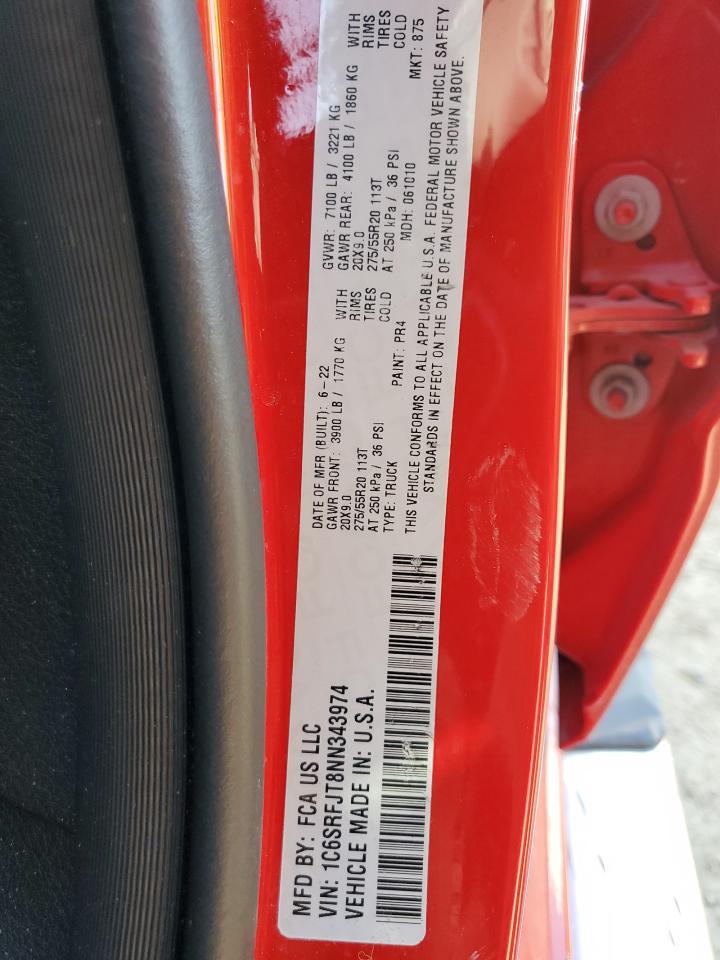 MFD BY: FCA US LLC
VIN: 1C6SRFJT8NN343974
VEHICLE MADE IN: U.S.A.
DATE OF MFR (BUILT): 6-22
GAWR FRONT: 3900 LB / 1770 KG WITH
20X9.0 RIMS
275/55R20 113T TIRES
AT 250 kPa / 36 PSI COLD
TYPE: TRUCK PAINT: PR4
GVWR: 7100 LB / 3221 KG
GAWR REAR: 4100 LB / 1860 KG WITH
20X9.0 RIMS
275/55R20 113T TIRES
AT 250 kPa / 36 PSI COLD
MDH: 061010 MKT: 875
THIS VEHICLE CONFORMS TO ALL APPLICABLE U.S.A. FEDERAL MOTOR VEHICLE SAFETY
STANDARDS IN EFFECT ON THE DATE OF MANUFACTURE SHOWN ABOVE.